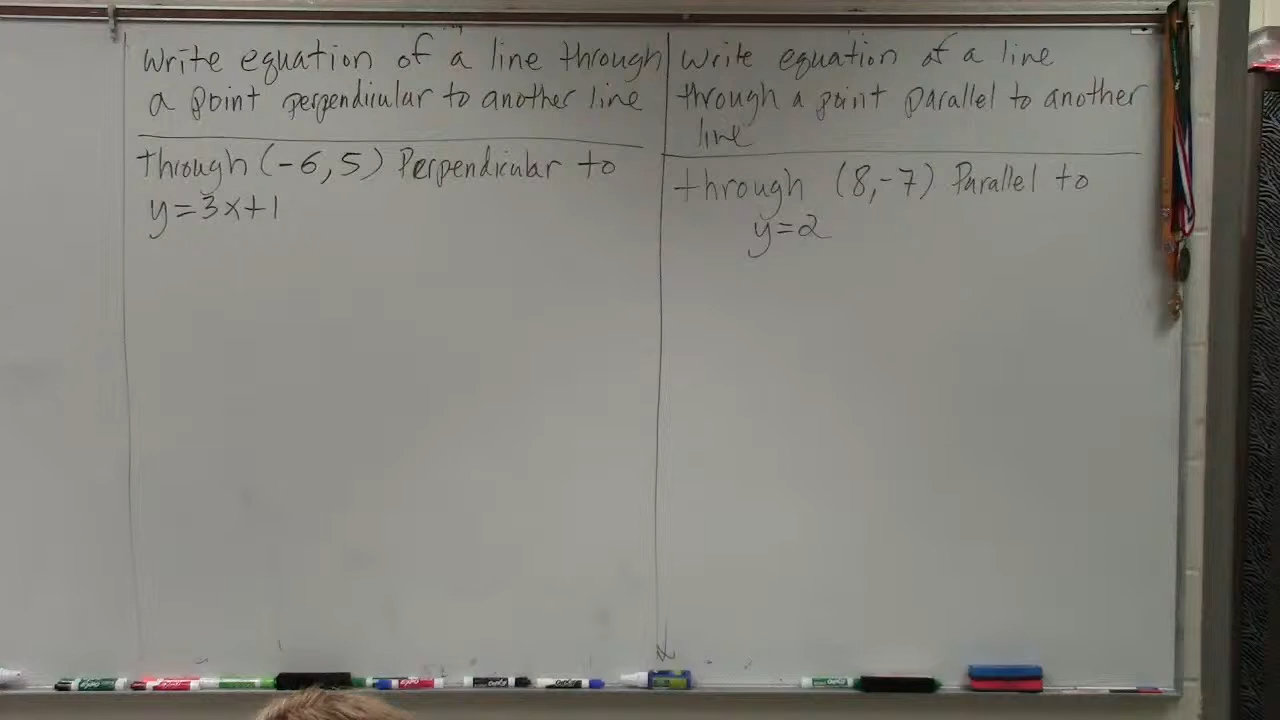 Write equation of a line through
a point perpendicular to another line
through (-6,5) Perpendicular to
y=3x+1
Write equation of a line
through a point parallel to another
line
through (8,-7) Parallel to
y=2